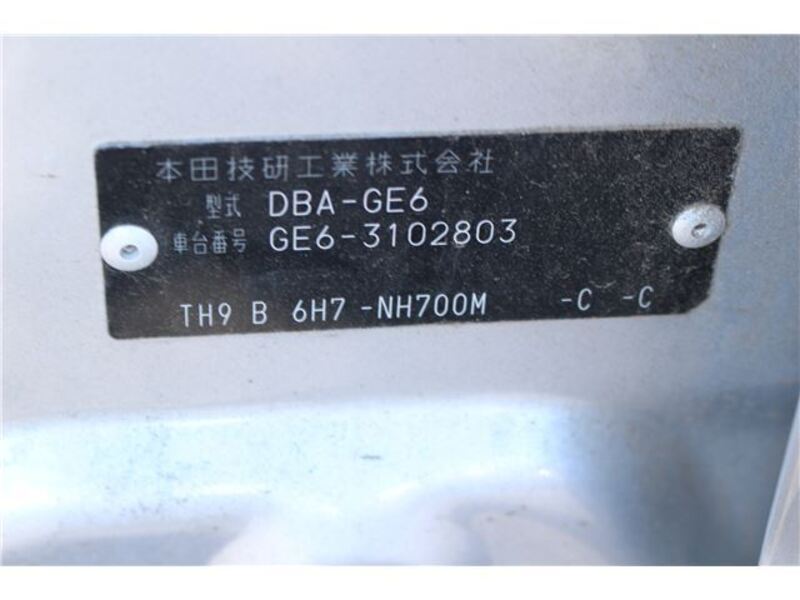 本田技研工業株式会社
型式 DBA-GE6
車台番号 GE6-3102803
TH9 B 6H7 -NH700M -C -C